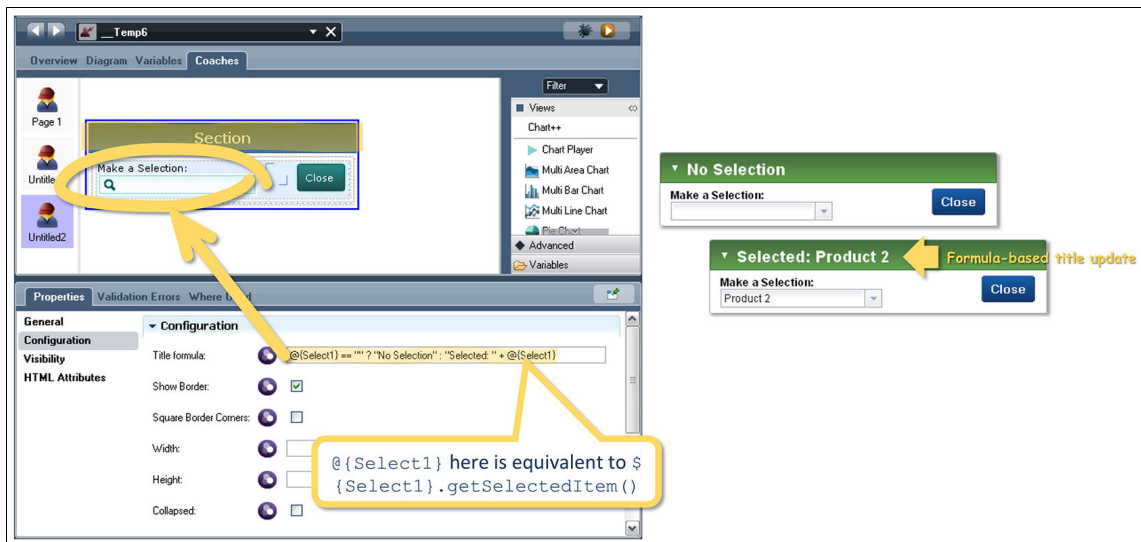 __Temp6
Overview Diagram Variables Coaches
Page 1
Untitle
Untitled2
Section
Make a Selection:
Close
Filter
Views
Chart++
Chart Player
Multi Area Chart
Multi Bar Chart
Multi Line Chart
Pie Chart
Advanced
Variables
Properties Validation Errors Where
General
Configuration
Visibility
HTML Attributes
Configuration
Title formula:
@{Select1} == "" ? "No Selection" : "Selected: " + @{Select1}
Show Border:
Square Border Corners:
Width:
Height:
Collapsed:
@{Select1} here is equivalent to $
{Select1}.getSelectedItem()
No Selection
Make a Selection:
Close
Selected: Product 2
Formula-based title update
Make a Selection:
Product 2
Close